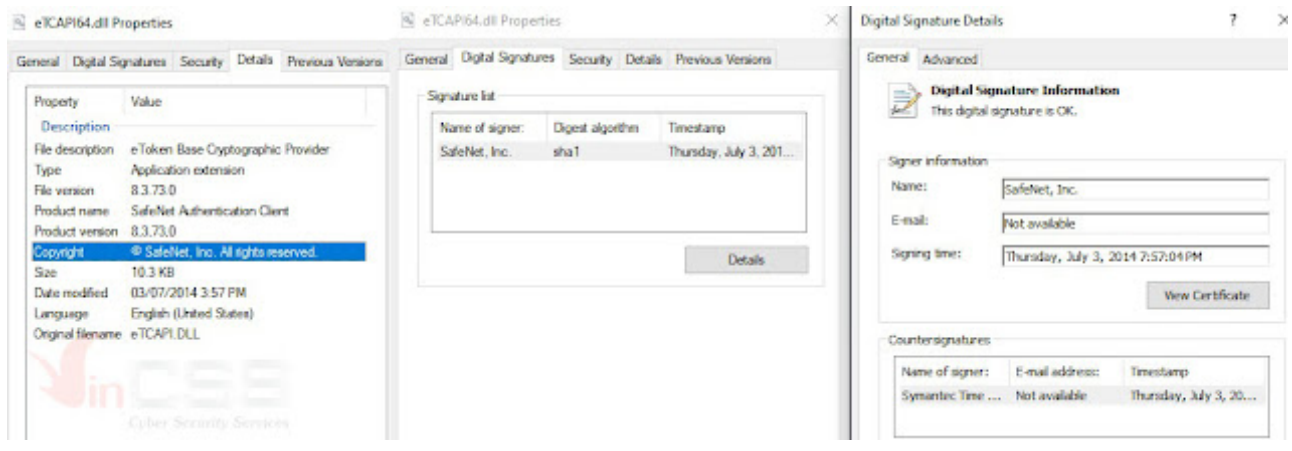 eTCAPI64.dll Properties
General Digital Signatures Security Details Previous Versions
Property Value
Description
File description eToken Base Cryptographic Provider
Type Application extension
File version 8.3.73.0
Product name SafeNet Authentication Client
Product version 8.3.73.0
Copyright © SafeNet, Inc. All rights reserved.
Size 10.3 KB
Date modified 03/07/2014 3:57 PM
Language English (United States)
Original filename eTCAPI.DLL
inCSS
Cyber Security Services
eTCAPI64.dll Properties
General Digital Signatures Security Details Previous Versions
Signature list
Name of signer: Digest algorithm Timestamp
SafeNet, Inc. sha1 Thursday, July 3, 201...
Details
Digital Signature Details ?
General Advanced
Digital Signature Information
This digital signature is OK.
Signer information
Name: SafeNet, Inc.
E-mail: Not available
Signing time: Thursday, July 3, 2014 7:57:04 PM
View Certificate
Countersignatures
Name of signer: E-mail address: Timestamp
Symantec Time ... Not available Thursday, July 3, 20...